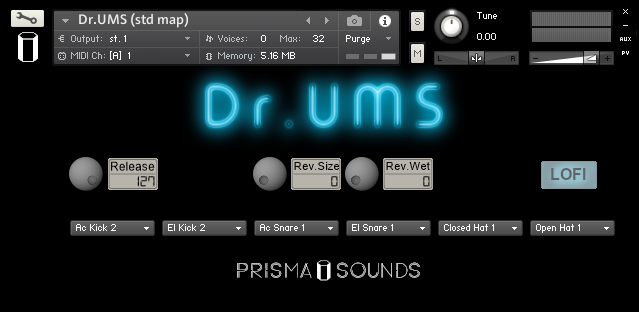 Dr.UMS (std map)
Output: st. 1 Voices: 0 Max: 32 Purge
MIDI Ch: [A] 1 Memory: 5.16 MB
S
M
Tune
0.00
L R
- +
×
-
AUX
PV
Dr.UMS
Release
127
Rev.Size
0
Rev.Wet
0
LOFI
Ac Kick 2 El Kick 2 Ac Snare 1 El Snare 1 Closed Hat 1 Open Hat 1
PRISMA SOUNDS